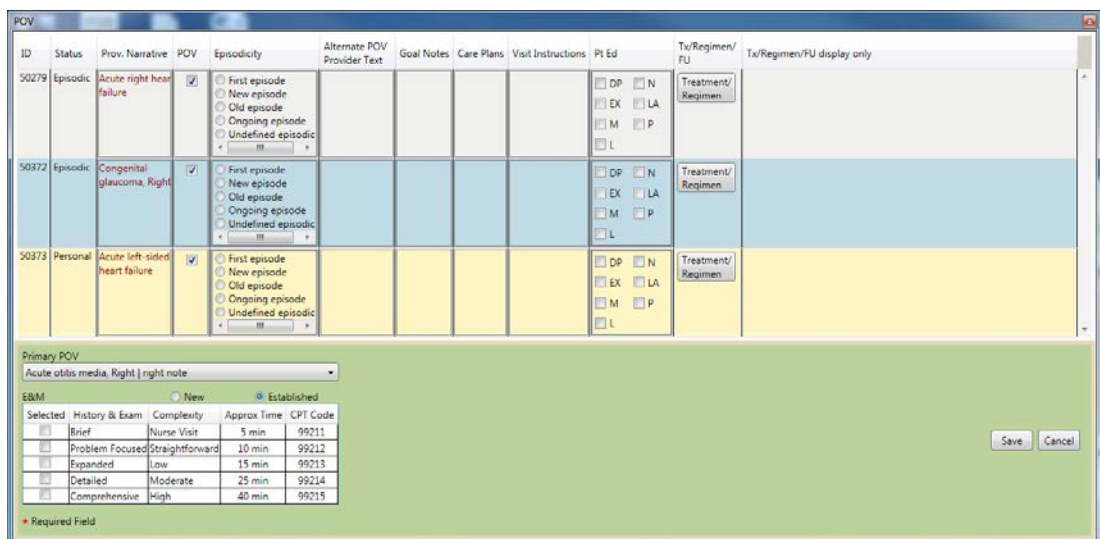 POV
ID Status Prov. Narrative POV Episodicity Alternate POV Provider Text Goal Notes Care Plans Visit Instructions Pt Ed Tx/Regimen/ FU Tx/Regimen/FU display only
50279 Episodic Acute right hear
failure
First episode
New episode
Old episode
Ongoing episode
Undefined episodic
DP N
EX LA
M P
L
Treatment/
Regimen
50372 Episodic Congenital
glaucoma, Right
First episode
New episode
Old episode
Ongoing episode
Undefined episodic
DP N
EX LA
M P
L
Treatment/
Regimen
50373 Personal Acute left-sided
heart failure
First episode
New episode
Old episode
Ongoing episode
Undefined episodic
DP N
EX LA
M P
L
Treatment/
Regimen
Primary POV
Acute otitis media, Right | right note
E&M New Established
Selected History & Exam Complexity Approx Time CPT Code
Brief Nurse Visit 5 min 99211
Problem Focused Straightforward 10 min 99212
Expanded Low 15 min 99213
Detailed Moderate 25 min 99214
Comprehensive High 40 min 99215
Save Cancel
* Required Field